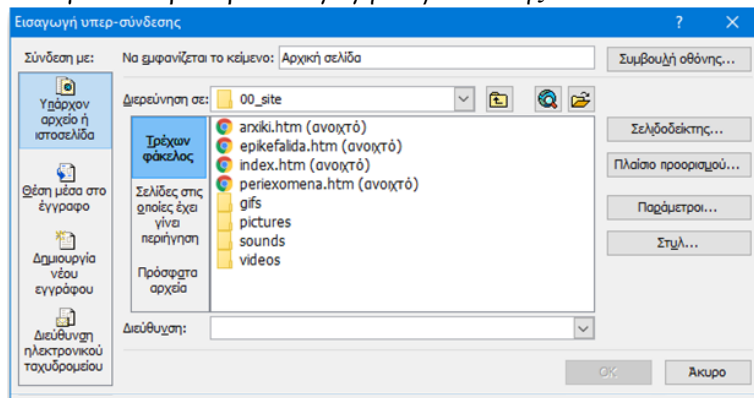 Εισαγωγή υπερ-σύνδεσης ? ×
Σύνδεση με:
Να εμφανίζεται το κείμενο: Αρχική σελίδα
Συμβουλή οθόνης...
Υπάρχον
αρχείο ή
ιστοσελίδα
Θέση μέσα στο
έγγραφο
Δημιουργία
νέου
εγγράφου
Διεύθυνση
ηλεκτρονικού
ταχυδρομείου
Διερεύνηση σε: 00_site
Τρέχων
φάκελος
Σελίδες στις
οποίες έχει
γίνει
περιήγηση
Πρόσφατα
αρχεία
arxiki.htm (ανοιχτό)
epikefalida.htm (ανοιχτό)
index.htm (ανοιχτό)
periexomena.htm (ανοιχτό)
gifs
pictures
sounds
videos
Σελιδοδείκτης...
Πλαίσιο προορισμού...
Παράμετροι...
Στυλ...
Διεύθυνση:
OK
Άκυρο